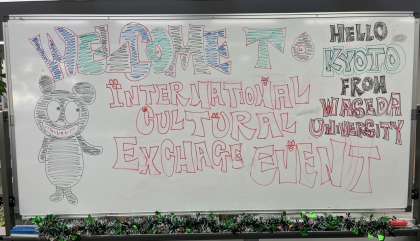 WELCOME TO
INTERNATIONAL
CULTURAL
EXCHAGE EVENT
HELLO
KYOTO
FROM
WASEDA
UNIVERSITY